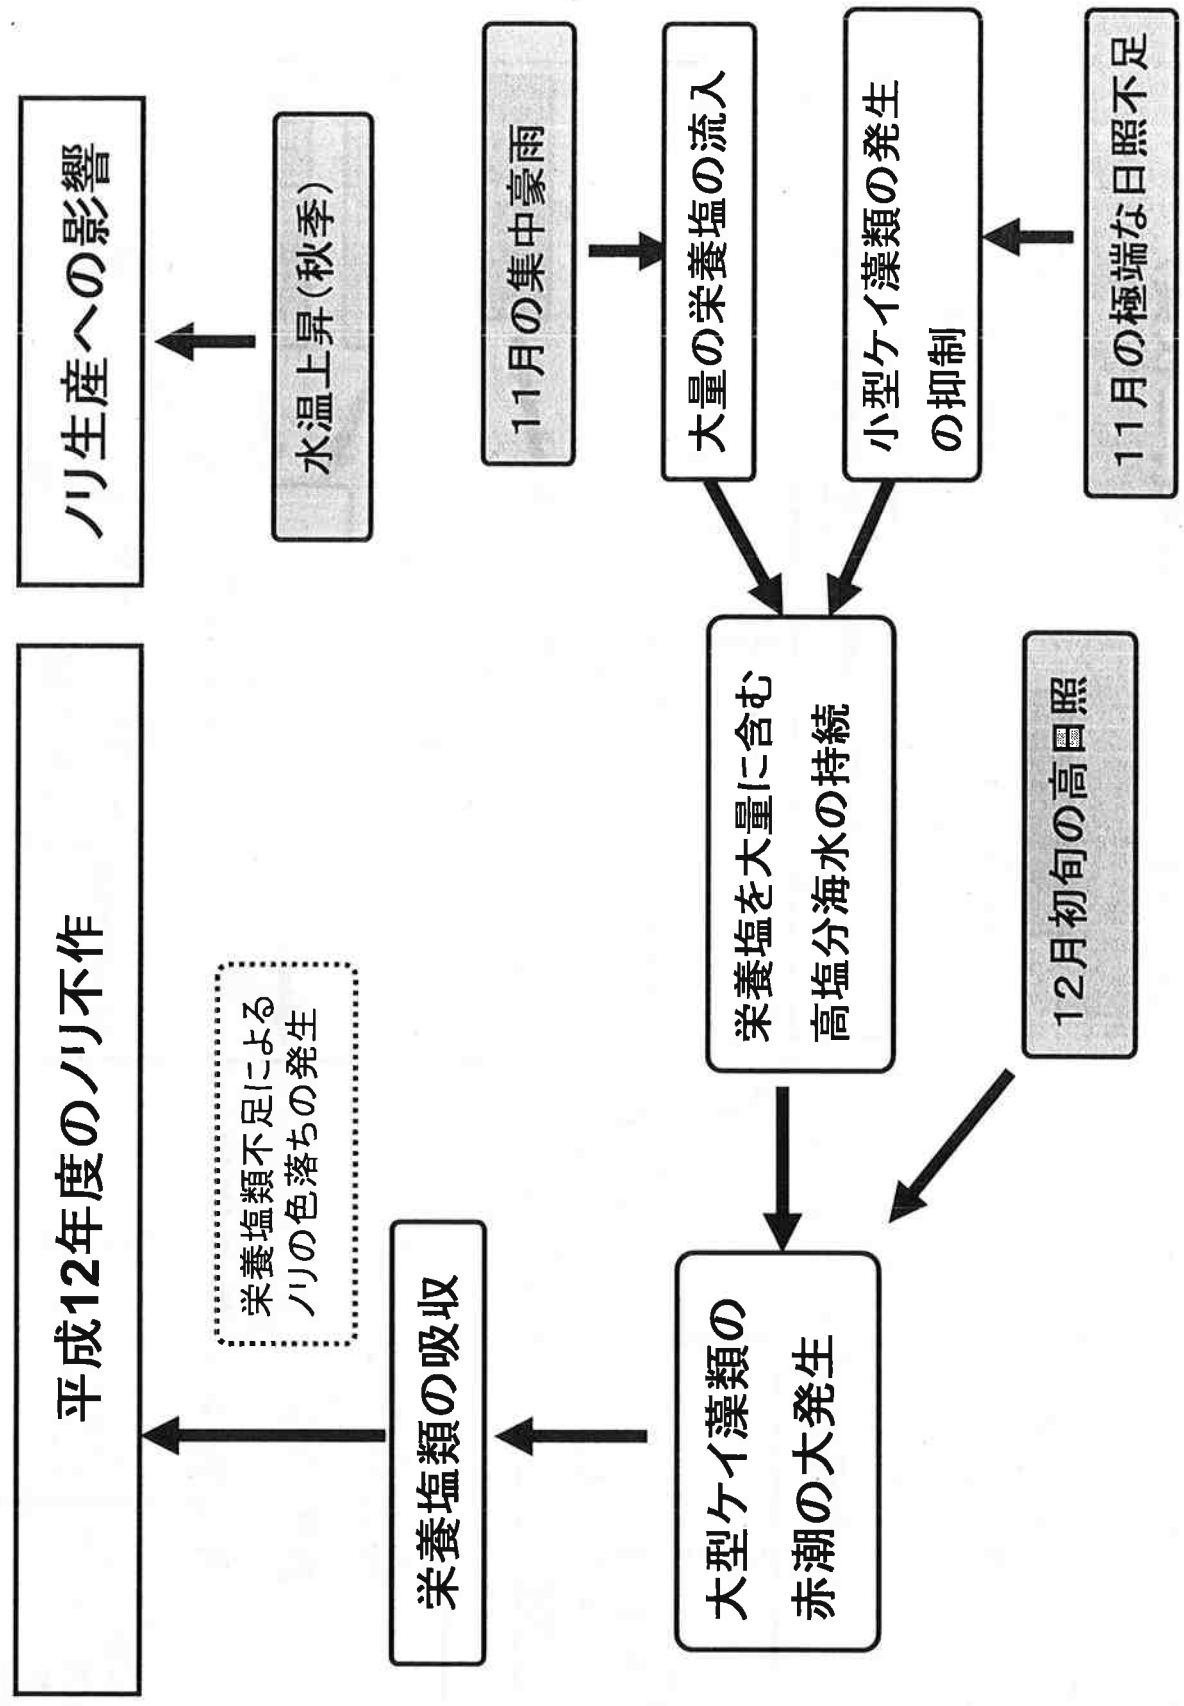 平成12年度のノリ不作
ノリ生産への影響
栄養塩類不足による
ノリの色落ちの発生
水温上昇(秋季)
栄養塩類の吸収
11月の集中豪雨
大量の栄養塩の流入
大型ケイ藻類の
赤潮の大発生
栄養塩を大量に含む
高塩分海水の持続
小型ケイ藻類の発生
の抑制
12月初旬の高日照
11月の極端な日照不足